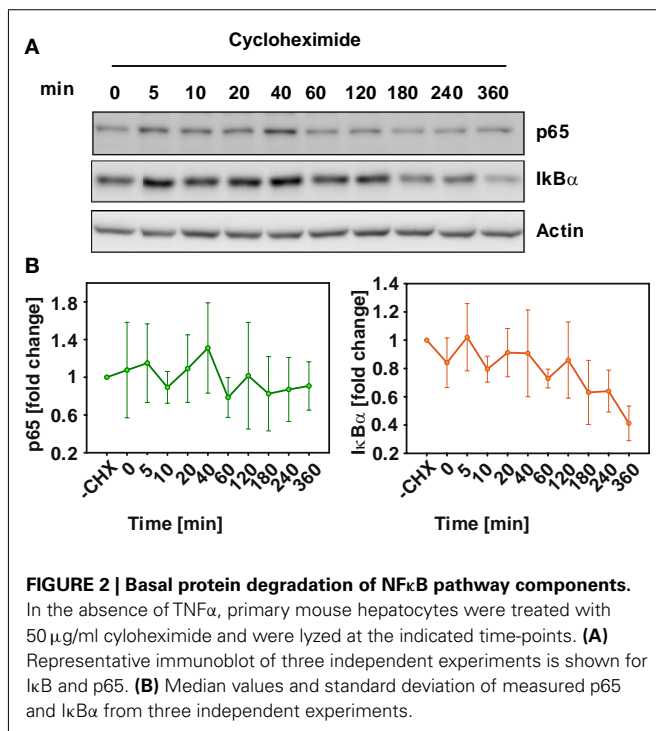 A
Cycloheximide
min 0 5 10 20 40 60 120 180 240 360
p65
IkBα
Actin
B
p65 [fold change]
1.8
1.4
1
0.6
0.2
-CHX 0 5 10 20 40 60 120 180 240 360
Time [min]
IκBα [fold change]
1.4
1.2
1
0.8
0.6
0.4
0.2
-CHX 0 5 10 20 40 60 120 180 240 360
Time [min]
FIGURE 2 | Basal protein degradation of NFκB pathway components.
In the absence of TNFα, primary mouse hepatocytes were treated with
50 μg/ml cyloheximide and were lyzed at the indicated time-points. (A)
Representative immunoblot of three independent experiments is shown for
IκB and p65. (B) Median values and standard deviation of measured p65
and IκBα from three independent experiments.